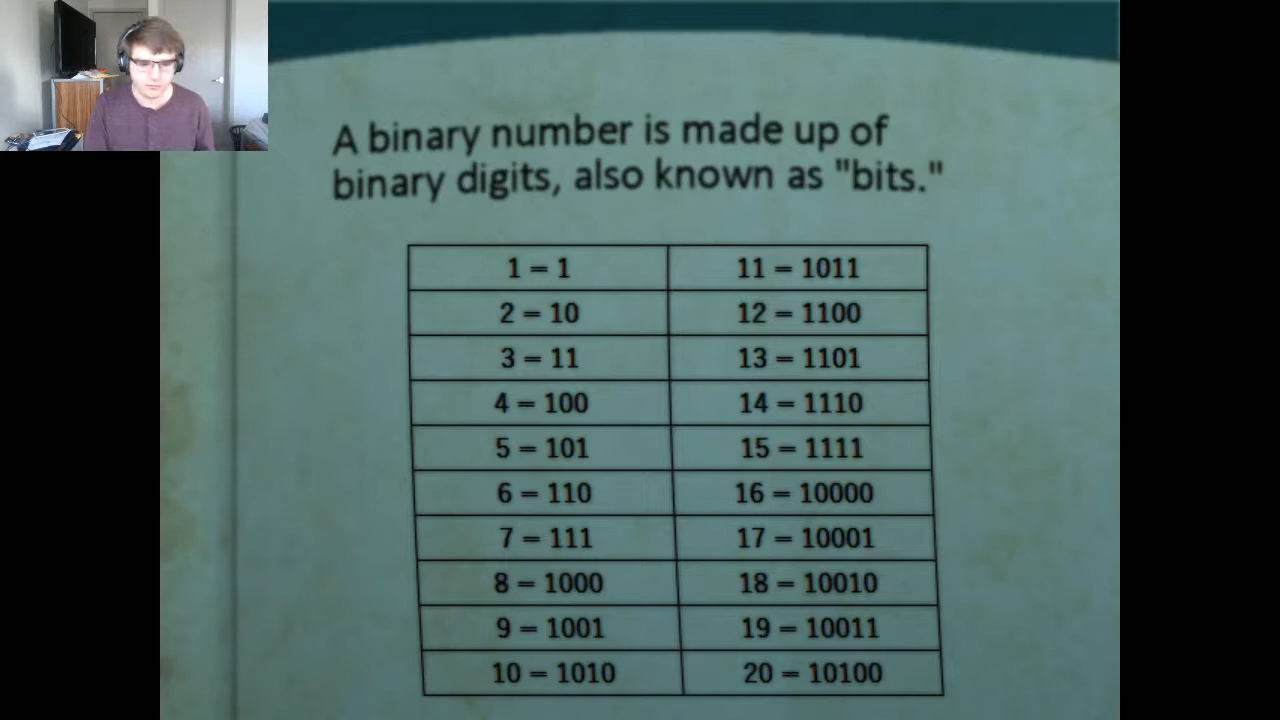 A binary number is made up of
binary digits, also known as "bits."
1 = 1
11 = 1011
2 = 10
12 = 1100
3 = 11
13 = 1101
4 = 100
14 = 1110
5 = 101
15 = 1111
6 = 110
16 = 10000
7 = 111
17 = 10001
8 = 1000
18 = 10010
9 = 1001
19 = 10011
10 = 1010
20 = 10100